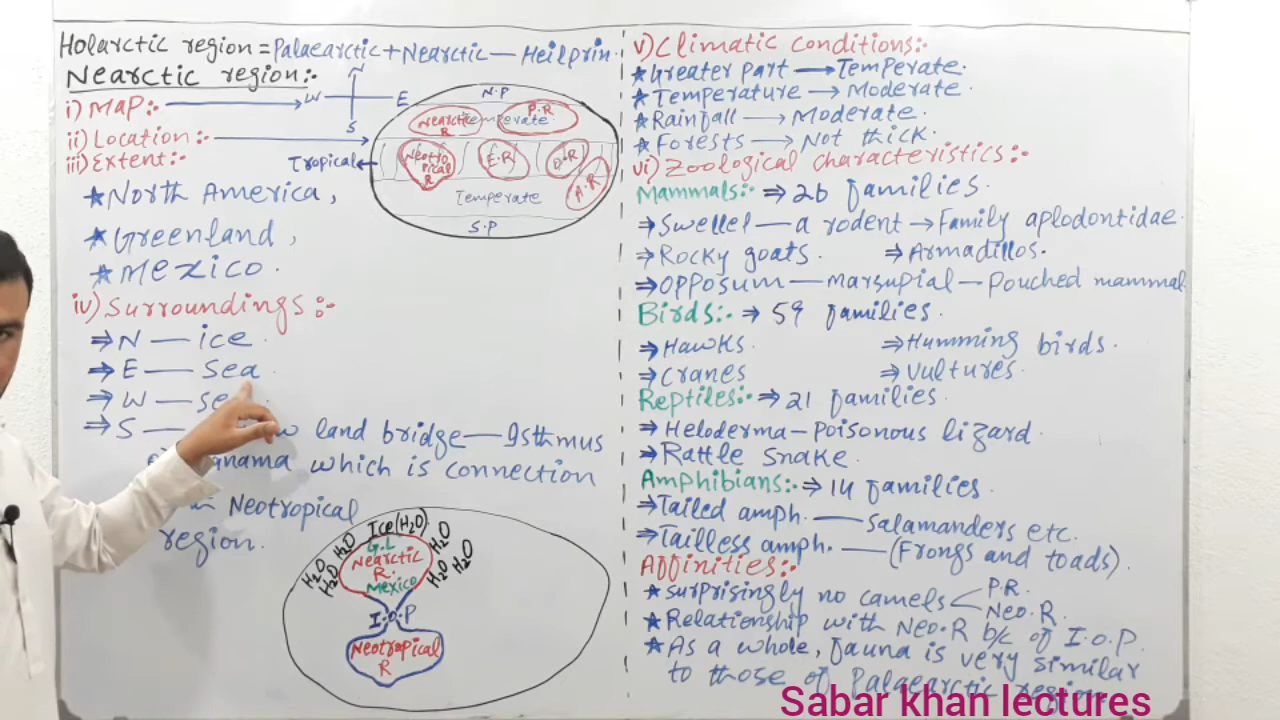 Holarctic region = Palaearctic + Nearctic — Heilprin.
Nearctic region:-
i) Map:-
N
W
E
S
ii) Location:-
iii) Extent:-
★ North America,
★ Greenland,
★ Mexico.
N.P
Nearctic R
P.R
Temperate
Tropical
Neotropical R
E.R
O.R
A.R
Temperate
S.P
iv) Surroundings:-
⇒ N — ice.
⇒ E — Sea.
⇒ W — se
⇒ S — w land bridge — Isthmus
anama which is connection
Neotropical
region.
Ice (H₂O)
H₂O
H₂O
H₂O
H₂O
H₂O
H₂O
G.L
Nearctic
R.
Mexico
I.O.P
Neotropical
R
v) Climatic conditions:-
★ Greater part → Temperate.
★ Temperature → Moderate.
★ Rainfall → Moderate.
★ Forests → Not thick.
vi) Zoological characteristics:-
Mammals:- ⇒ 26 families.
⇒ Swellel — a rodent → Family aplodontidae.
⇒ Rocky goats. ⇒ Armadillos.
⇒ Opposum — marsupial — Pouched mammal
Birds:- ⇒ 59 families.
⇒ Hawks ⇒ Humming birds.
⇒ Cranes ⇒ Vultures.
Reptiles:- ⇒ 21 families.
⇒ Heloderma — Poisonous lizard.
⇒ Rattle snake.
Amphibians:- ⇒ 14 families.
⇒ Tailed amph. — Salamanders etc.
⇒ Tailless amph. — (Frongs and toads).
Affinities:-
★ Surprisingly no camels < P.R. Neo.R.
★ Relationship with Neo.R b/c of I.O.P.
★ As a whole, fauna is very similar
to those of Palaearctic region
Sabar khan lectures